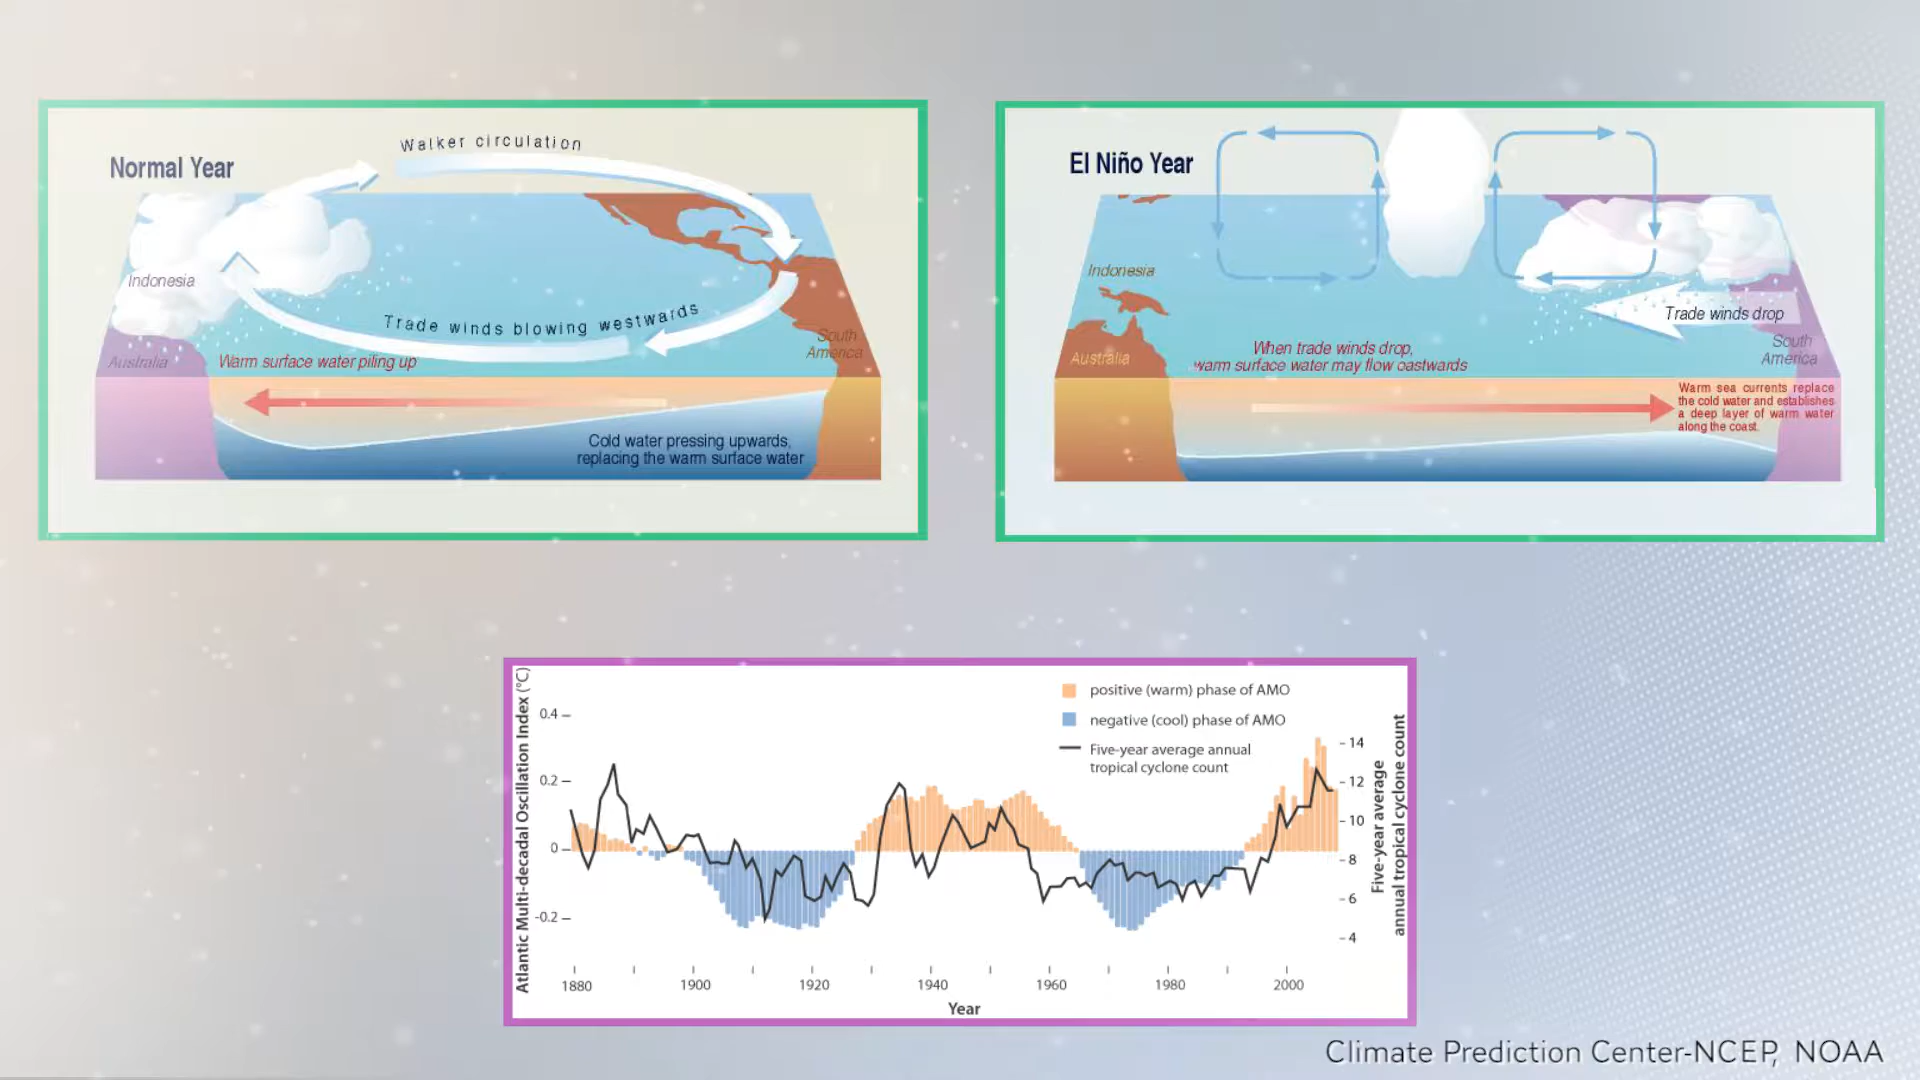 Walker circulation
Normal Year
Indonesia
Trade winds blowing westwards
South
America
Australia
Warm surface water piling up
Cold water pressing upwards,
replacing the warm surface water
El Niño Year
Indonesia
Trade winds drop
South
America
Australia
When trade winds drop,
warm surface water may flow eastwards
Warm sea currents replace
the cold water and establishes
a deep layer of warm water
along the coast.
Atlantic Multi-decadal Oscillation Index (°C)
0.4
0.2
0
-0.2
positive (warm) phase of AMO
negative (cool) phase of AMO
Five-year average annual
tropical cyclone count
14
12
10
8
6
4
Five-year average
annual tropical cyclone count
1880
1900
1920
1940
1960
1980
2000
Year
Climate Prediction Center-NCEP, NOAA